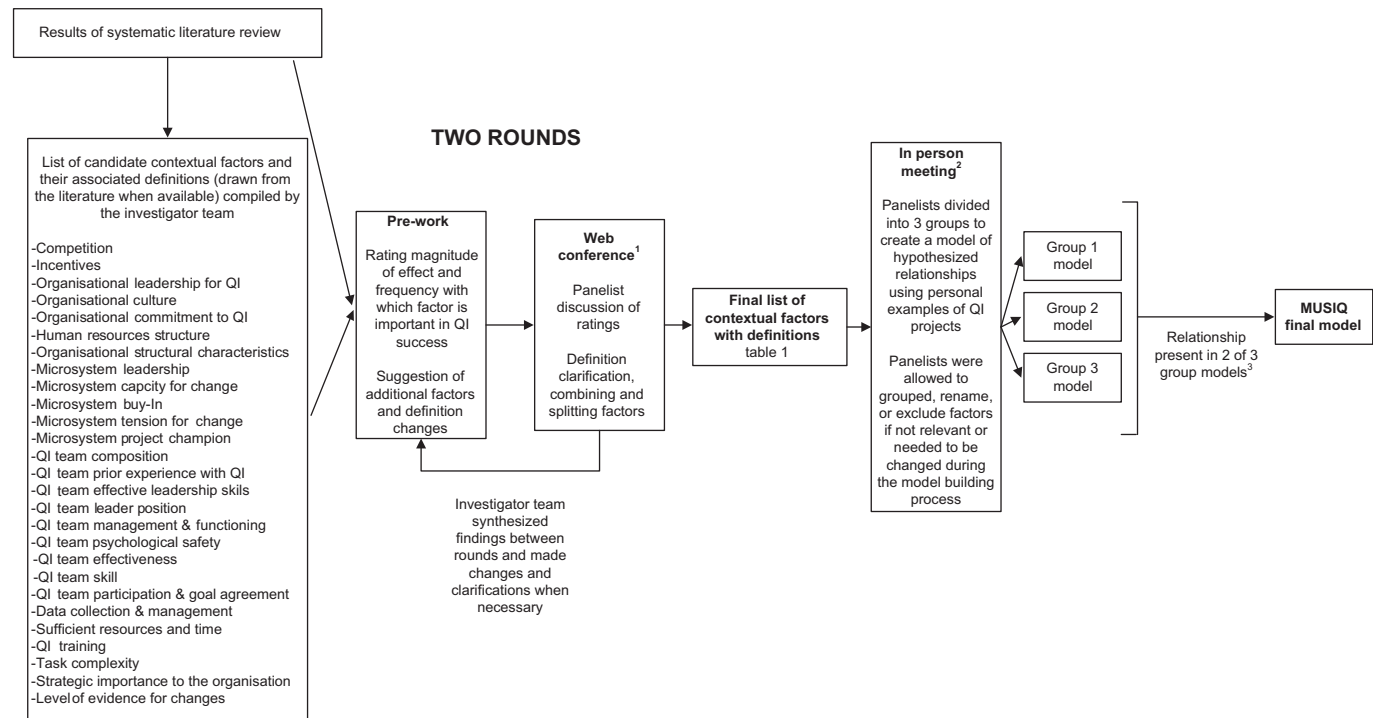 Results of systematic literature review
List of candidate contextual factors and
their associated definitions (drawn from
the literature when available) compiled by
the investigator team
-Competition
-Incentives
-Organisational leadership for QI
-Organisational culture
-Organisational commitment to QI
-Human resources structure
-Organisational structural characteristics
-Microsystem leadership
-Microsystem capcity for change
-Microsystem buy-In
-Microsystem tension for change
-Microsystem project champion
-QI team composition
-QI team prior experience with QI
-QI team effective leadership skills
-QI team leader position
-QI team management & functioning
-QI team psychological safety
-QI team effectiveness
-QI team skill
-QI team participation & goal agreement
-Data collection & management
-Sufficient resources and time
-QI training
-Task complexity
-Strategic importance to the organisation
-Level of evidence for changes
TWO ROUNDS
Pre-work
Rating magnitude
of effect and
frequency with
which factor is
important in QI
success
Suggestion of
additional factors
and definition
changes
Web
conference1
Panelist
discussion of
ratings
Definition
clarification,
combining and
splitting factors
Investigator team
synthesized
findings between
rounds and made
changes and
clarifications when
necessary
Final list of
contextual factors
with definitions
table 1
In person
meeting2
Panelists divided
into 3 groups to
create a model of
hypothesized
relationships
using personal
examples of QI
projects
Panelists were
allowed to
grouped, rename,
or exclude factors
if not relevant or
needed to be
changed during
the model building
process
Group 1
model
Group 2
model
Group 3
model
Relationship
present in 2 of 3
group models3
MUSIQ
final model